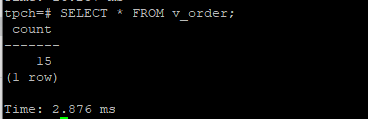 tpch=# SELECT * FROM v_order;
 count
-------
    15
(1 row)

Time: 2.876 ms